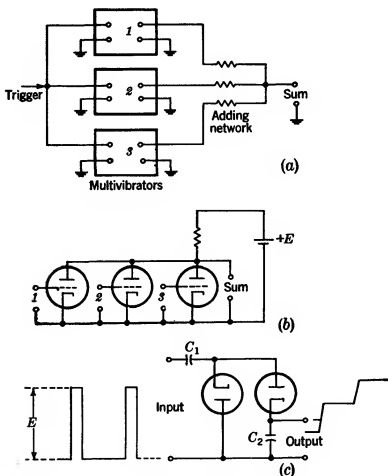 1
Trigger
2
Sum
Adding
network
3
Multivibrators
(a)
+E
1
2
3
Sum
(b)
C1
E
Input
C2
Output
(c)